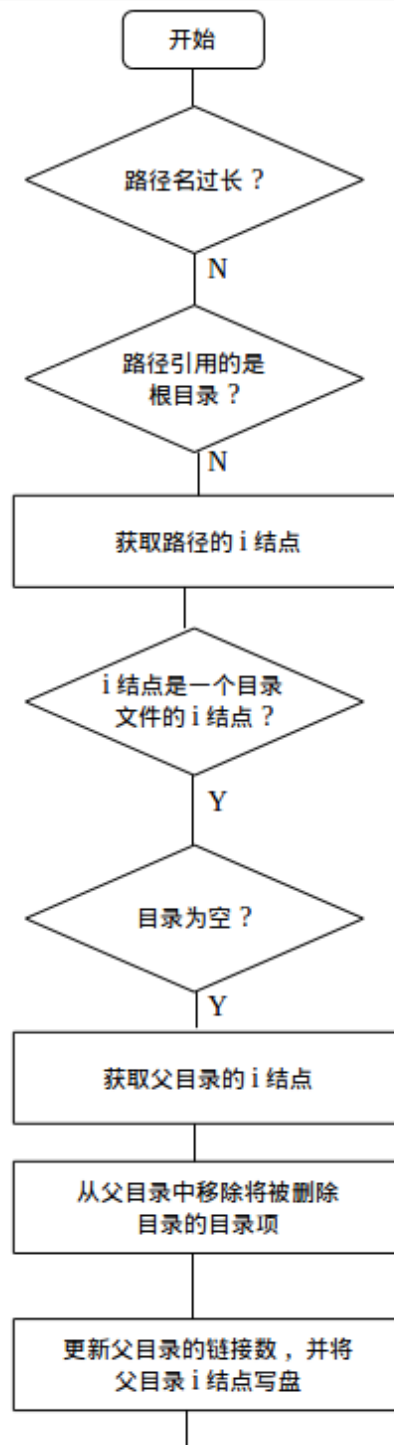 开始
路径名过长?
N
路径引用的是
根目录?
N
获取路径的 i 结点
i 结点是一个目录
文件的 i 结点?
Y
目录为空?
Y
获取父目录的 i 结点
从父目录中移除将被删除
目录的目录项
更新父目录的链接数,并将
父目录 i 结点写盘